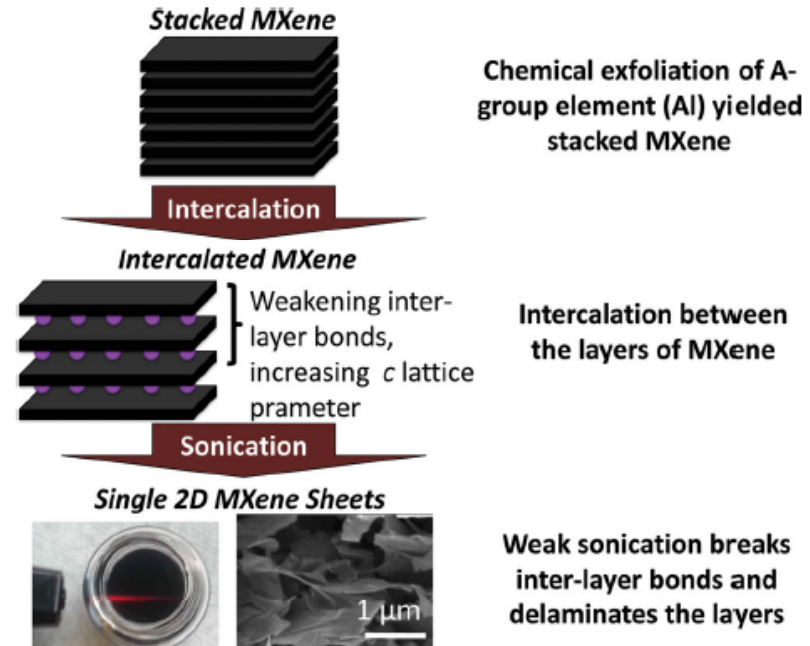 Stacked MXene
Chemical exfoliation of A-
group element (Al) yielded
stacked MXene
Intercalation
Intercalated MXene
Weakening inter-
layer bonds,
increasing c lattice
prameter
Intercalation between
the layers of MXene
Sonication
Single 2D MXene Sheets
1 μm
Weak sonication breaks
inter-layer bonds and
delaminates the layers